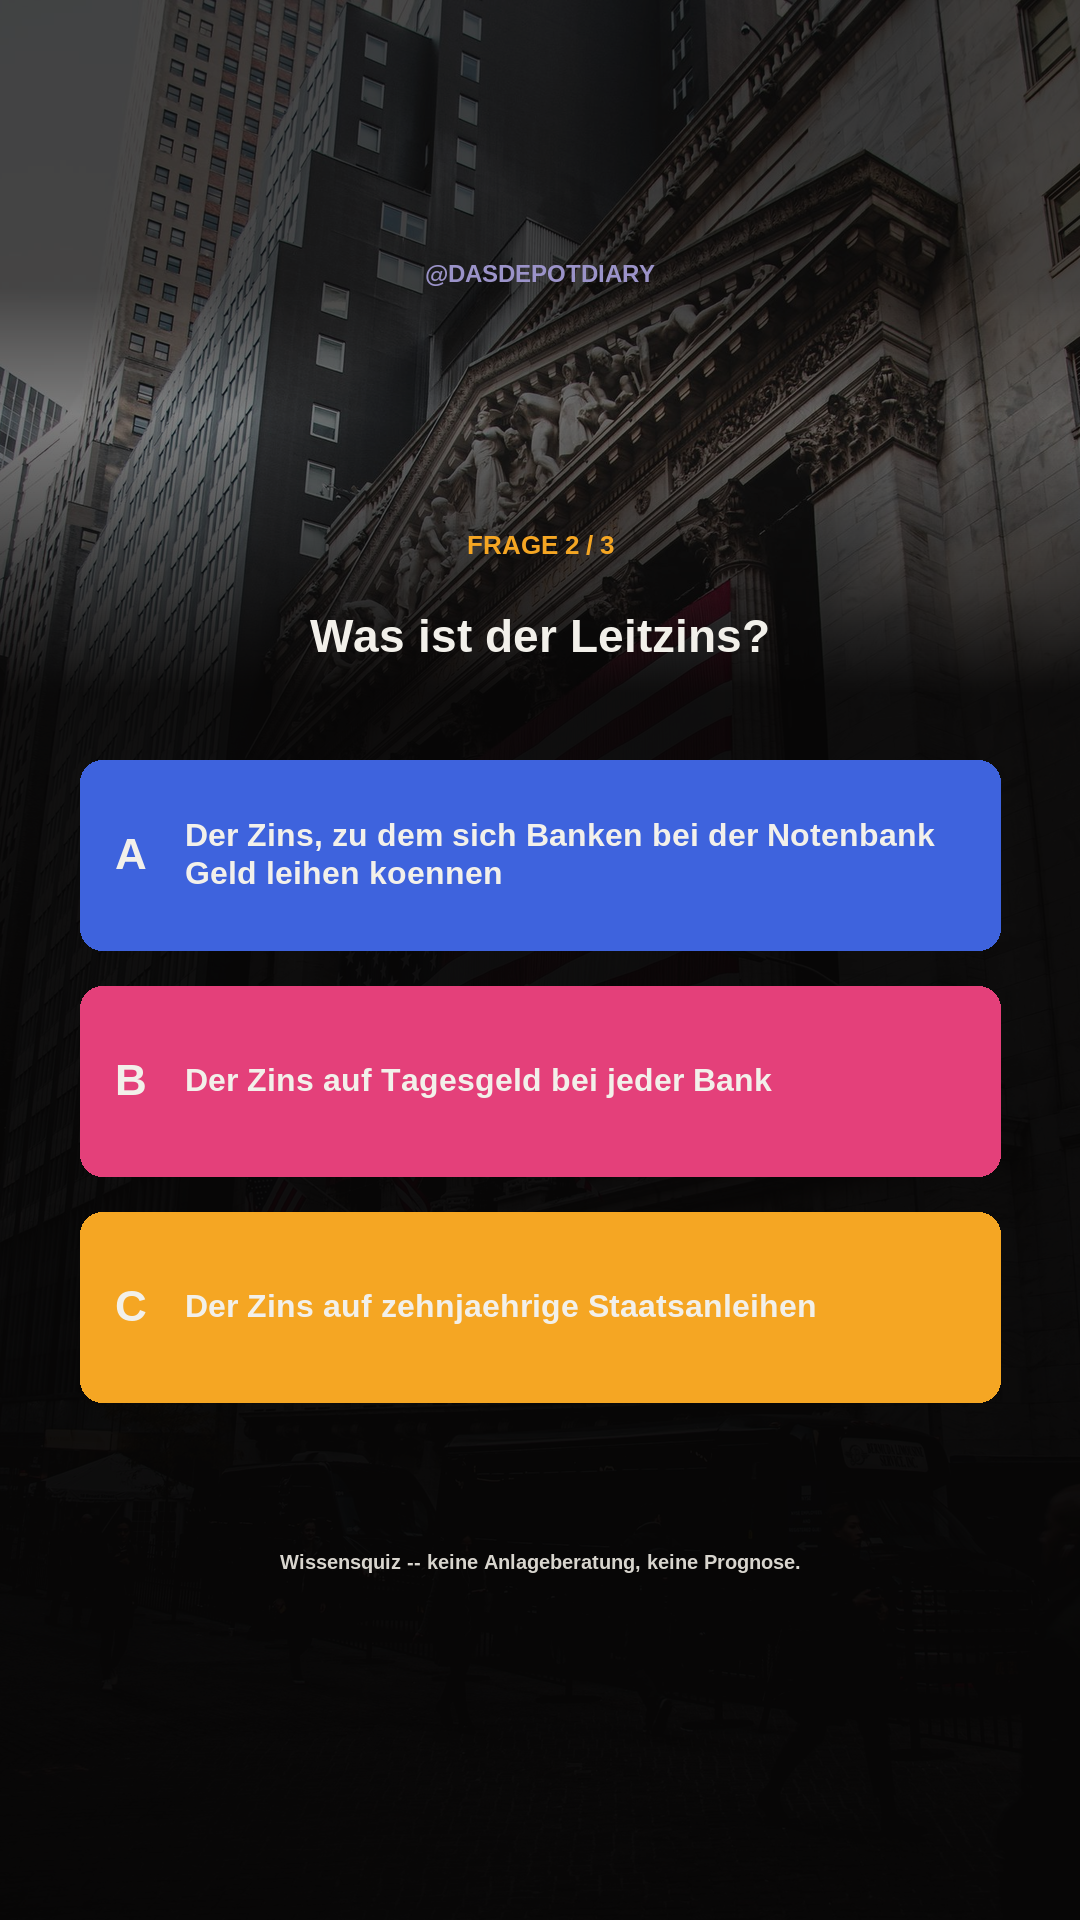 @DASDEPOTDIARY
FRAGE 2 / 3
Was ist der Leitzins?
A
Der Zins, zu dem sich Banken bei der Notenbank
Geld leihen koennen
B
Der Zins auf Tagesgeld bei jeder Bank
C
Der Zins auf zehnjaehrige Staatsanleihen
Wissensquiz -- keine Anlageberatung, keine Prognose.